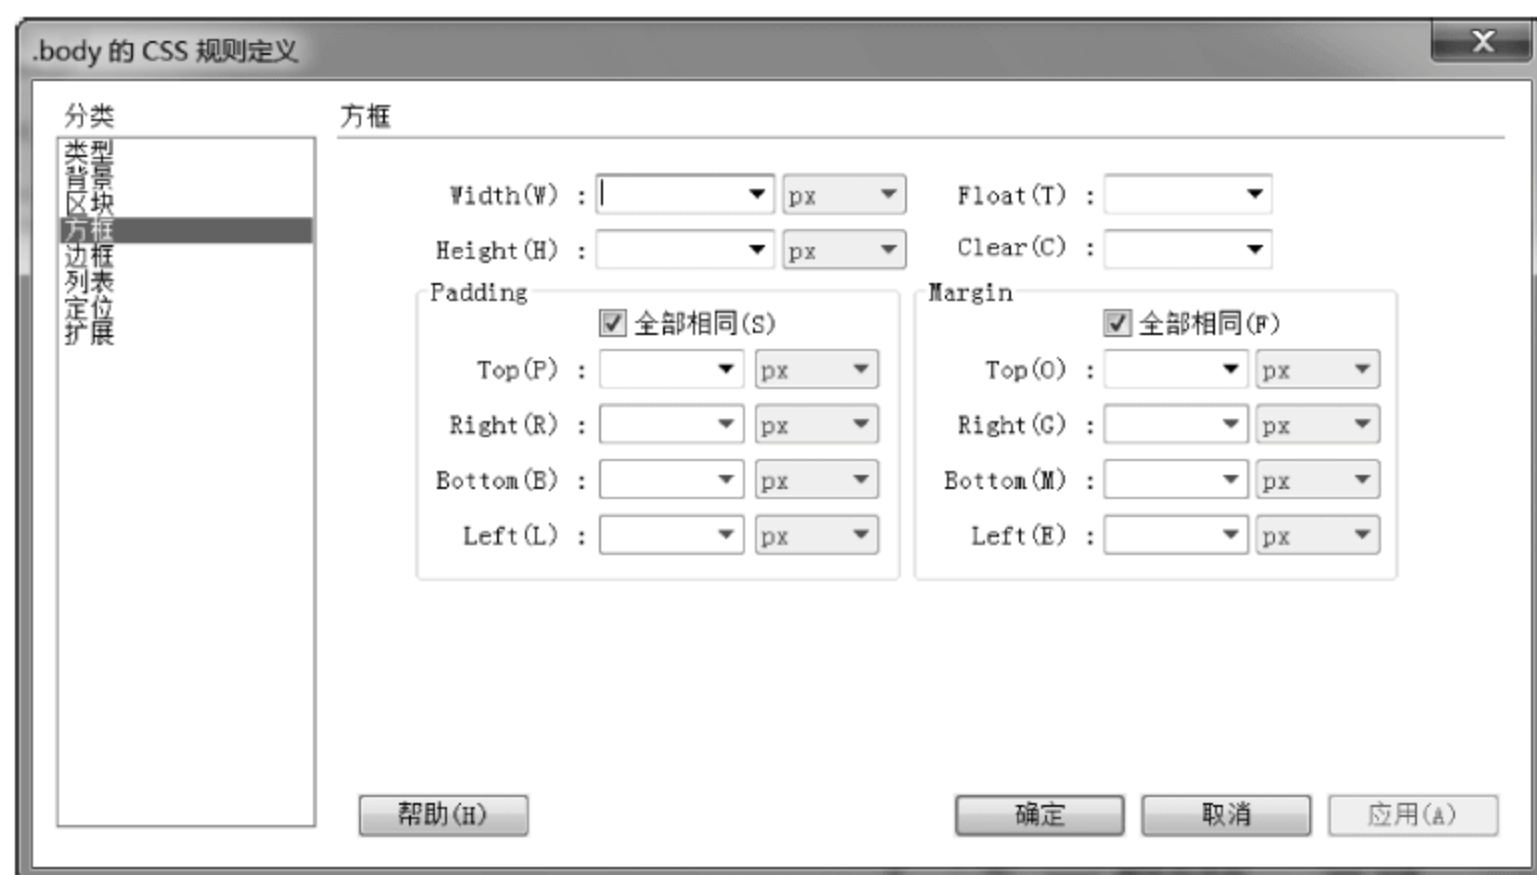 .body 的 CSS 规则定义
分类
类型
背景
区块
方框
边框
列表
定位
扩展
方框
Width(W) : px Float(T) :
Height(H) : px Clear(C) :
Padding Margin
全部相同(S) 全部相同(F)
Top(P) : px Top(O) : px
Right(R) : px Right(G) : px
Bottom(B) : px Bottom(M) : px
Left(L) : px Left(E) : px
帮助(H) 确定 取消 应用(A)